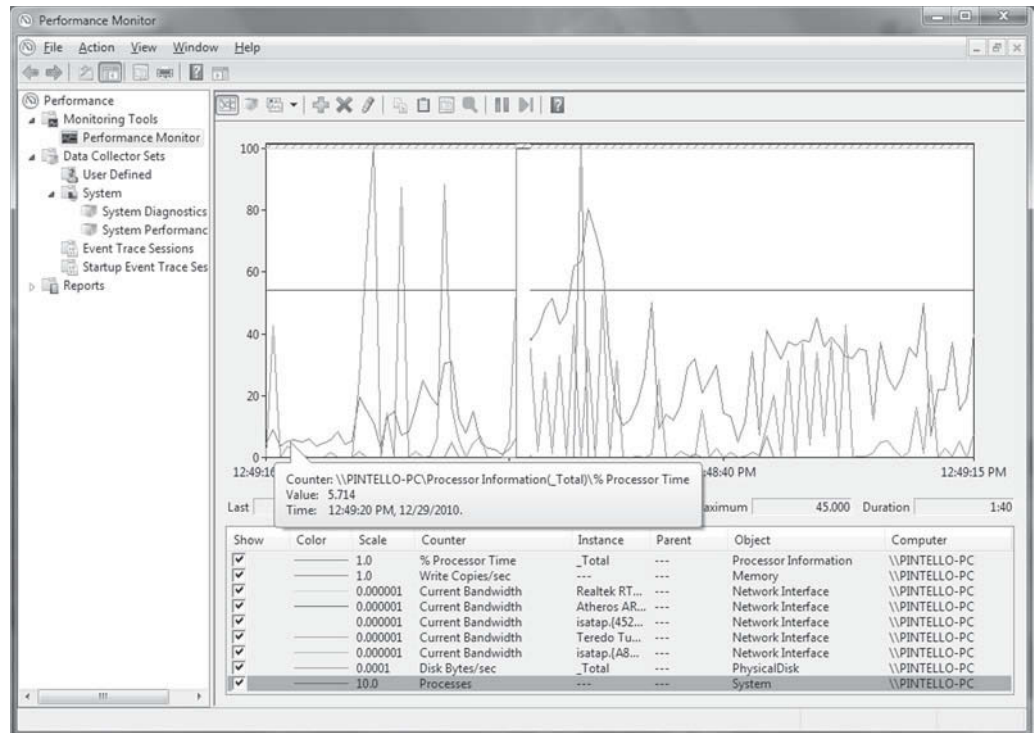 Performance Monitor
File Action View Window Help
Performance
Monitoring Tools
Performance Monitor
Data Collector Sets
User Defined
System
System Diagnostics
System Performanc
Event Trace Sessions
Startup Event Trace Ses
Reports
100
80
60
40
20
0
12:49:16 :48:40 PM 12:49:15 PM
Counter: \\PINTELLO-PC\Processor Information(_Total)\% Processor Time
Value: 5.714
Time: 12:49:20 PM, 12/29/2010.
Last aximum 45.000 Duration 1:40
Show Color Scale Counter Instance Parent Object Computer
1.0 % Processor Time _Total --- Processor Information \\PINTELLO-PC
1.0 Write Copies/sec --- --- Memory \\PINTELLO-PC
0.000001 Current Bandwidth Realtek RT... --- Network Interface \\PINTELLO-PC
0.000001 Current Bandwidth Atheros AR... --- Network Interface \\PINTELLO-PC
0.000001 Current Bandwidth isatap.{452... --- Network Interface \\PINTELLO-PC
0.000001 Current Bandwidth Teredo Tu... --- Network Interface \\PINTELLO-PC
0.000001 Current Bandwidth isatap.{A8... --- Network Interface \\PINTELLO-PC
0.0001 Disk Bytes/sec _Total --- PhysicalDisk \\PINTELLO-PC
10.0 Processes --- --- System \\PINTELLO-PC